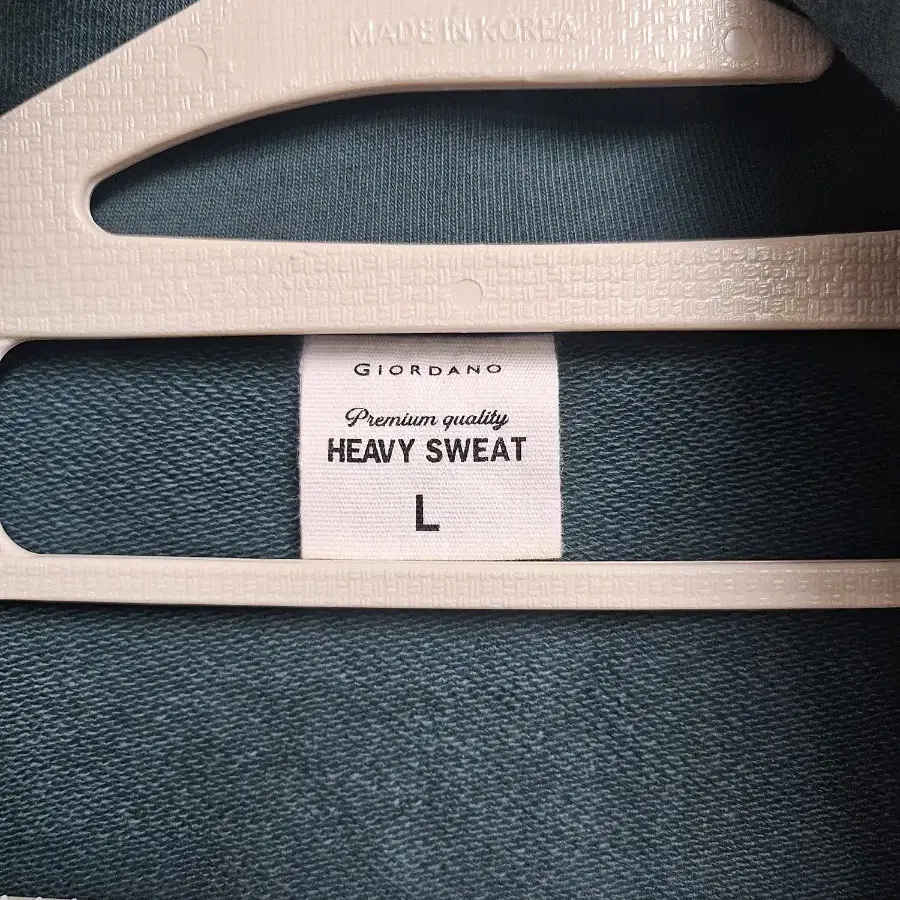 MADE IN KOREA
GIORDANO
Premium quality
HEAVY SWEAT
L